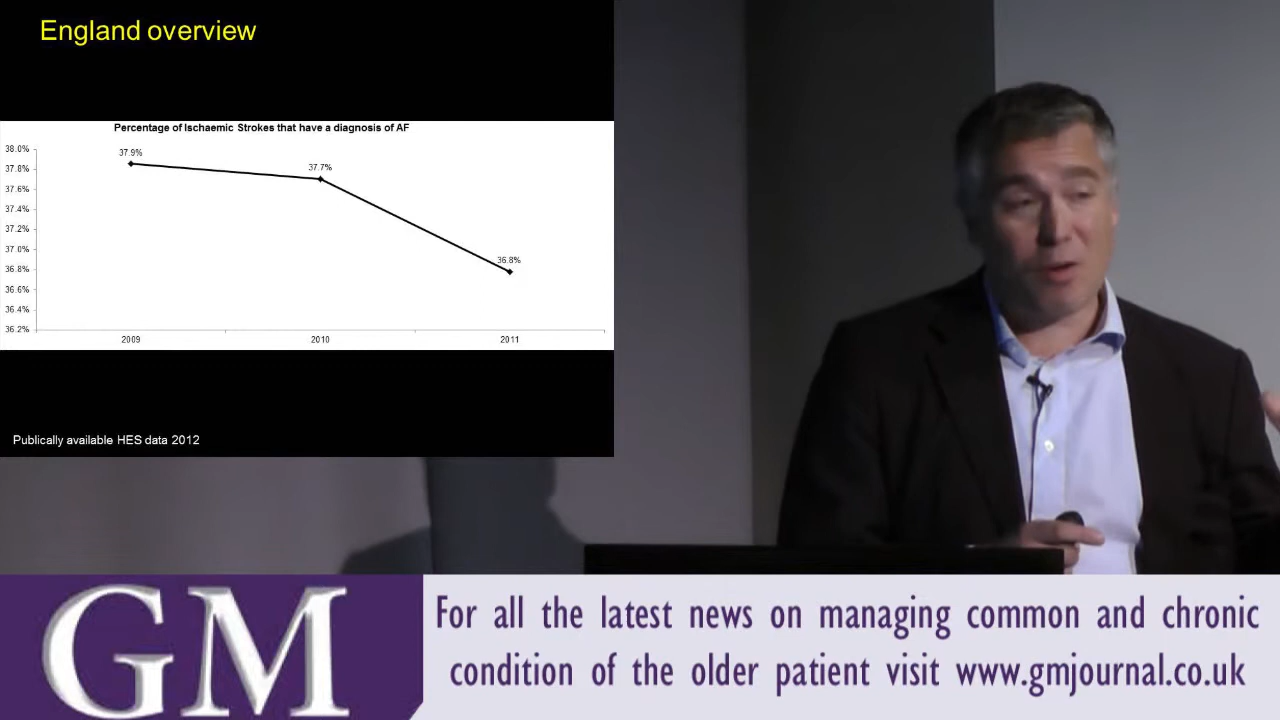 England overview
Percentage of Ischaemic Strokes that have a diagnosis of AF
38.0%
37.8%
37.6%
37.4%
37.2%
37.0%
36.8%
36.6%
36.4%
36.2%
37.9%
37.7%
36.8%
2009 2010 2011
Publically available HES data 2012
GM
For all the latest news on managing common and chronic
condition of the older patient visit www.gmjournal.co.uk